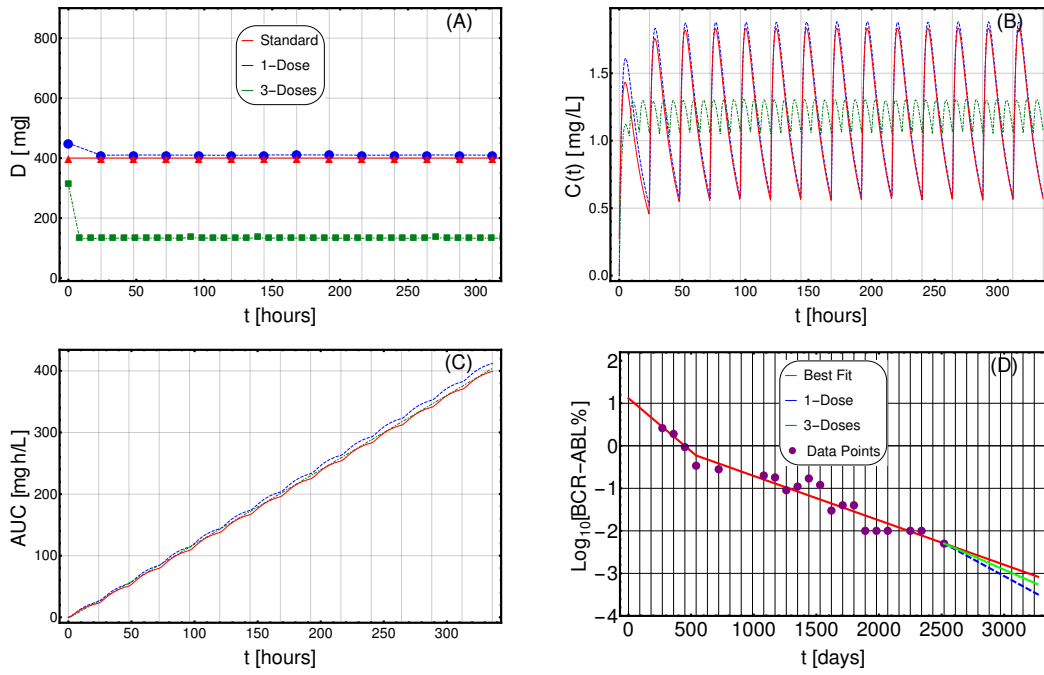 (A)
Standard
1-Dose
3-Doses
D [mg]
800
600
400
200
0
0
50
100
150
200
250
300
t [hours]
(B)
C(t) [mg/L]
1.5
1.0
0.5
0.0
0
50
100
150
200
250
300
t [hours]
(C)
AUC [mg h/L]
400
300
200
100
0
0
50
100
150
200
250
300
t [hours]
(D)
Best Fit
1-Dose
3-Doses
Data Points
Log10[BCR-ABL%]
2
1
0
-1
-2
-3
-4
0
500
1000
1500
2000
2500
3000
t [days]